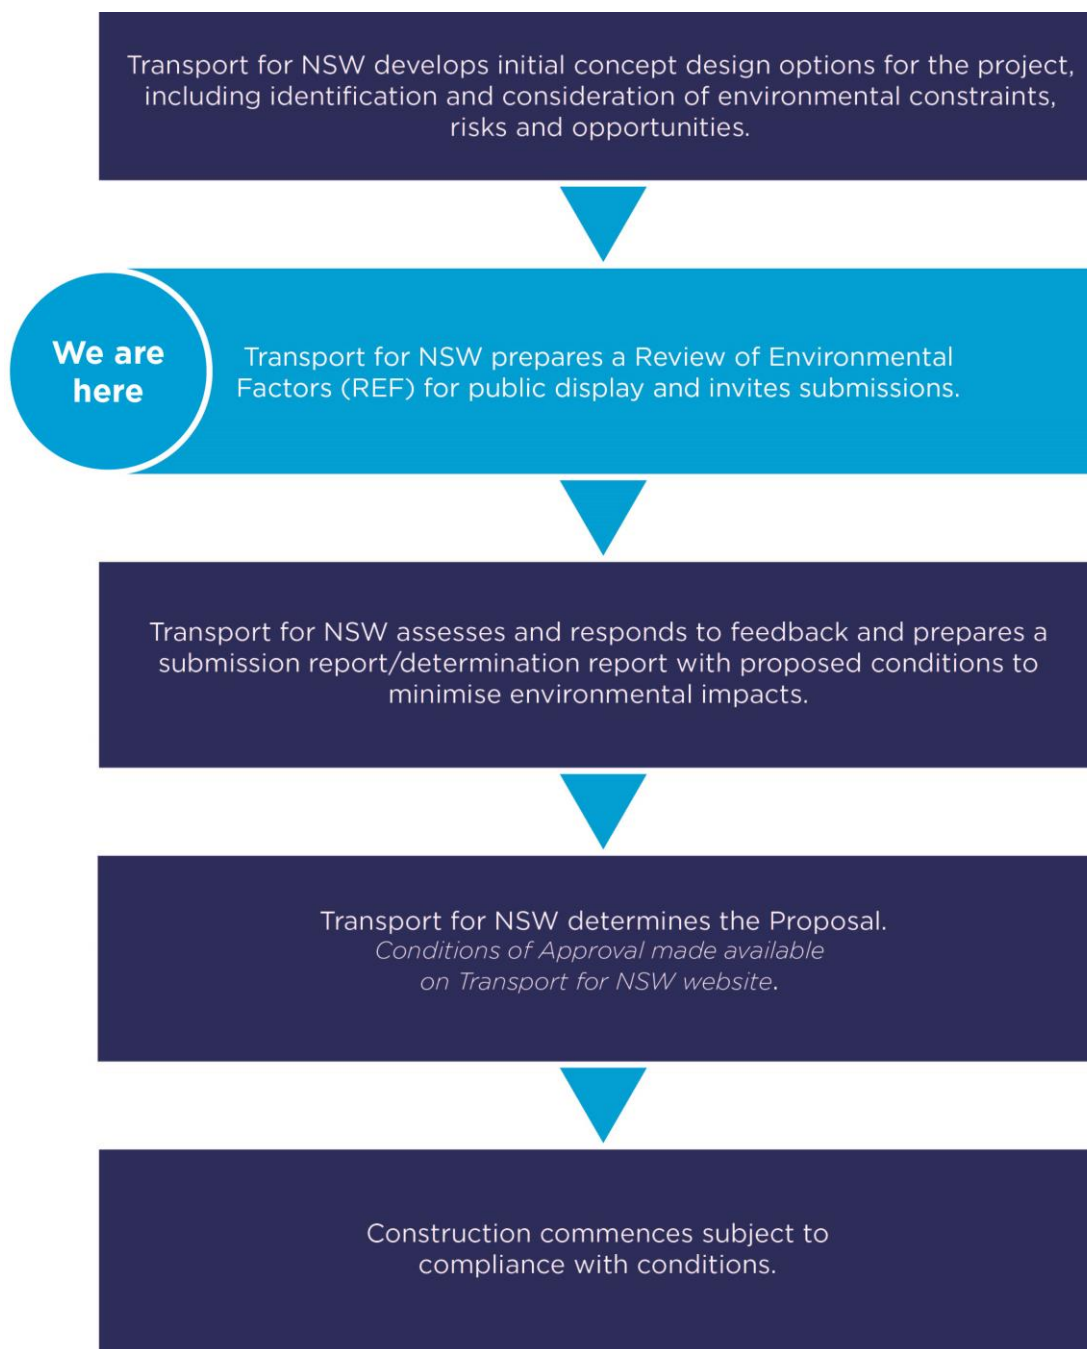 Transport for NSW develops initial concept design options for the project,
including identification and consideration of environmental constraints,
risks and opportunities.
We are
here
Transport for NSW prepares a Review of Environmental
Factors (REF) for public display and invites submissions.
Transport for NSW assesses and responds to feedback and prepares a
submission report/determination report with proposed conditions to
minimise environmental impacts.
Transport for NSW determines the Proposal.
Conditions of Approval made available
on Transport for NSW website.
Construction commences subject to
compliance with conditions.